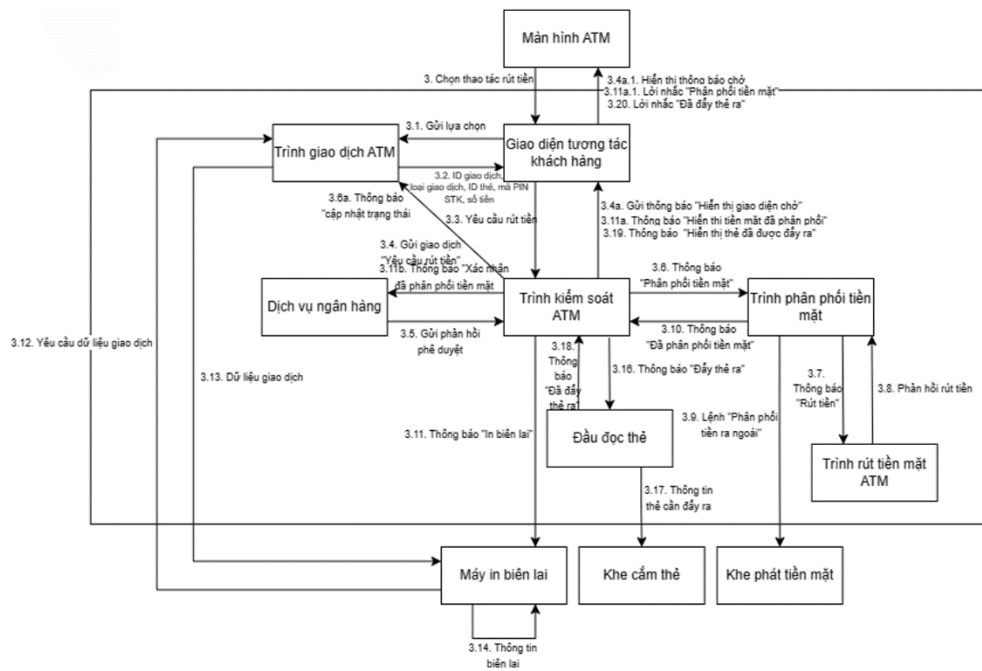 Màn hình ATM
3. Chọn thao tác rút tiền
3.4a.1. Hiển thị thông báo chờ
3.11a.1. Lời nhắc "Phân phối tiền mặt"
3.20. Lời nhắc "Đã đẩy thẻ ra"
Trình giao dịch ATM
3.1. Gửi lựa chọn
Giao diện tương tác
khách hàng
3.2. ID giao dịch,
loại giao dịch, ID thẻ, mã PIN
STK, số tiền
3.6a. Thông báo
"cập nhật trạng thái
3.3. Yêu cầu rút tiền
3.4a. Gửi thông báo "Hiển thị giao diện chờ"
3.11a. Thông báo "Hiển thị tiền mặt đã phân phối"
3.19. Thông báo "Hiển thị thẻ đã được đẩy ra"
3.4. Gửi giao dịch
"Yêu cầu rút tiền"
3.11b. Thông báo "Xác nhận
đã phân phối tiền mặt
Dịch vụ ngân hàng
Trình kiểm soát
ATM
3.6. Thông báo
"Phân phối tiền mặt"
Trình phân phối tiền
mặt
3.5. Gửi phản hồi
phê duyệt
3.10. Thông báo
"Đã phân phối tiền mặt"
3.12. Yêu cầu dữ liệu giao dịch
3.13. Dữ liệu giao dịch
3.18.
Thông
báo
"Đã đẩy
thẻ ra"
3.16. Thông báo "Đẩy thẻ ra"
3.7.
Thông báo
"Rút tiền"
3.8. Phản hồi rút tiền
3.11. Thông báo "In biên lai"
Đầu đọc thẻ
3.9. Lệnh "Phân phối
tiền ra ngoài"
Trình rút tiền mặt
ATM
3.17. Thông tin
thẻ cần đẩy ra
Máy in biên lai
Khe cắm thẻ
Khe phát tiền mặt
3.14. Thông tin
biên lai